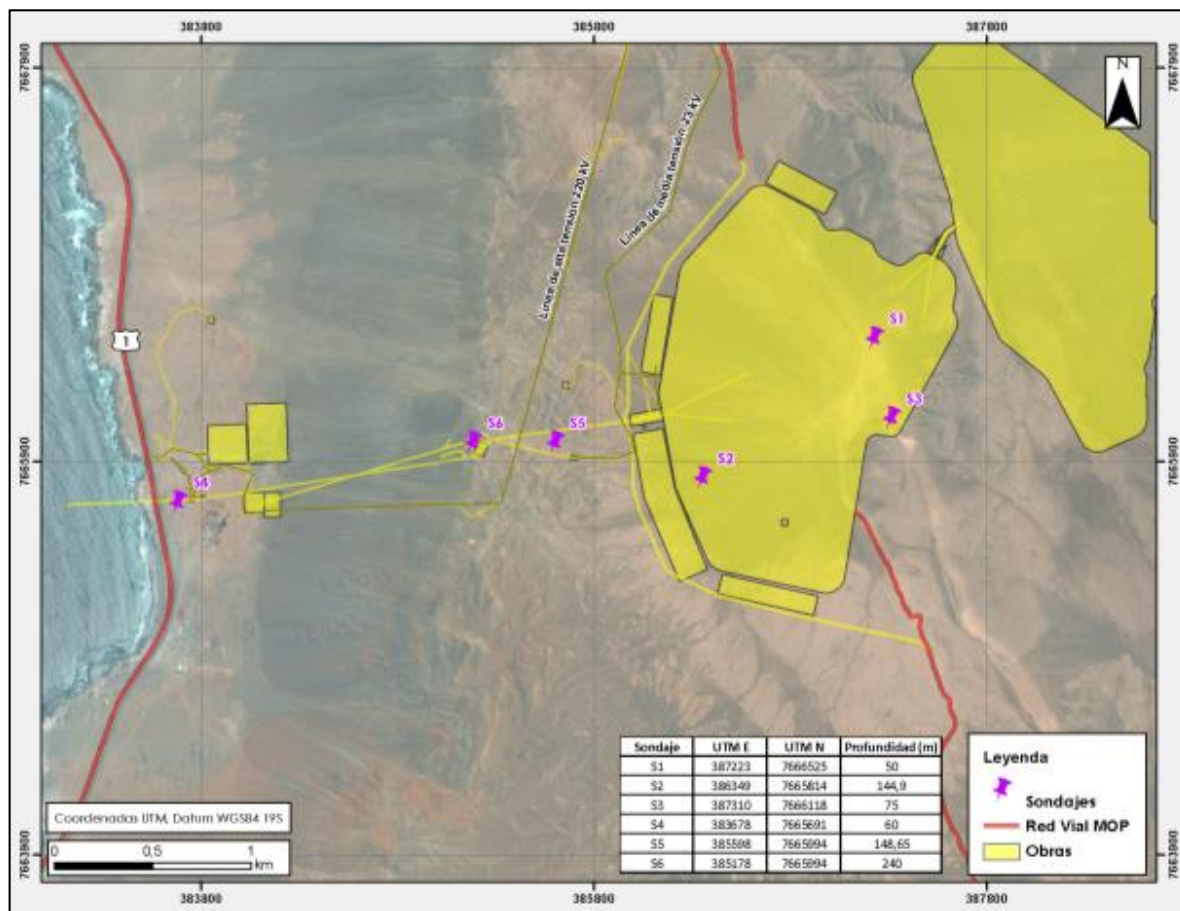 383800 385800 387800
7667900 7667900
N
Línea de alta tensión 220 kV
Línea de media tensión 23 kV
1
S1
S3
S6
S5
S2
S4
7665900 7665900
Sondaje UTM E UTM N Profundidad (m)
S1 387223 7666525 50
S2 386349 7665814 144,9
S3 387310 7666118 75
S4 383678 7665691 60
S5 385598 7665994 148,65
S6 385178 7665994 240
Leyenda
Sondajes
Red Vial MOP
Obras
Coordenadas UTM, Datum WGS84 19S
0 0,5 1
km
7663900 7663900
383800 385800 387800